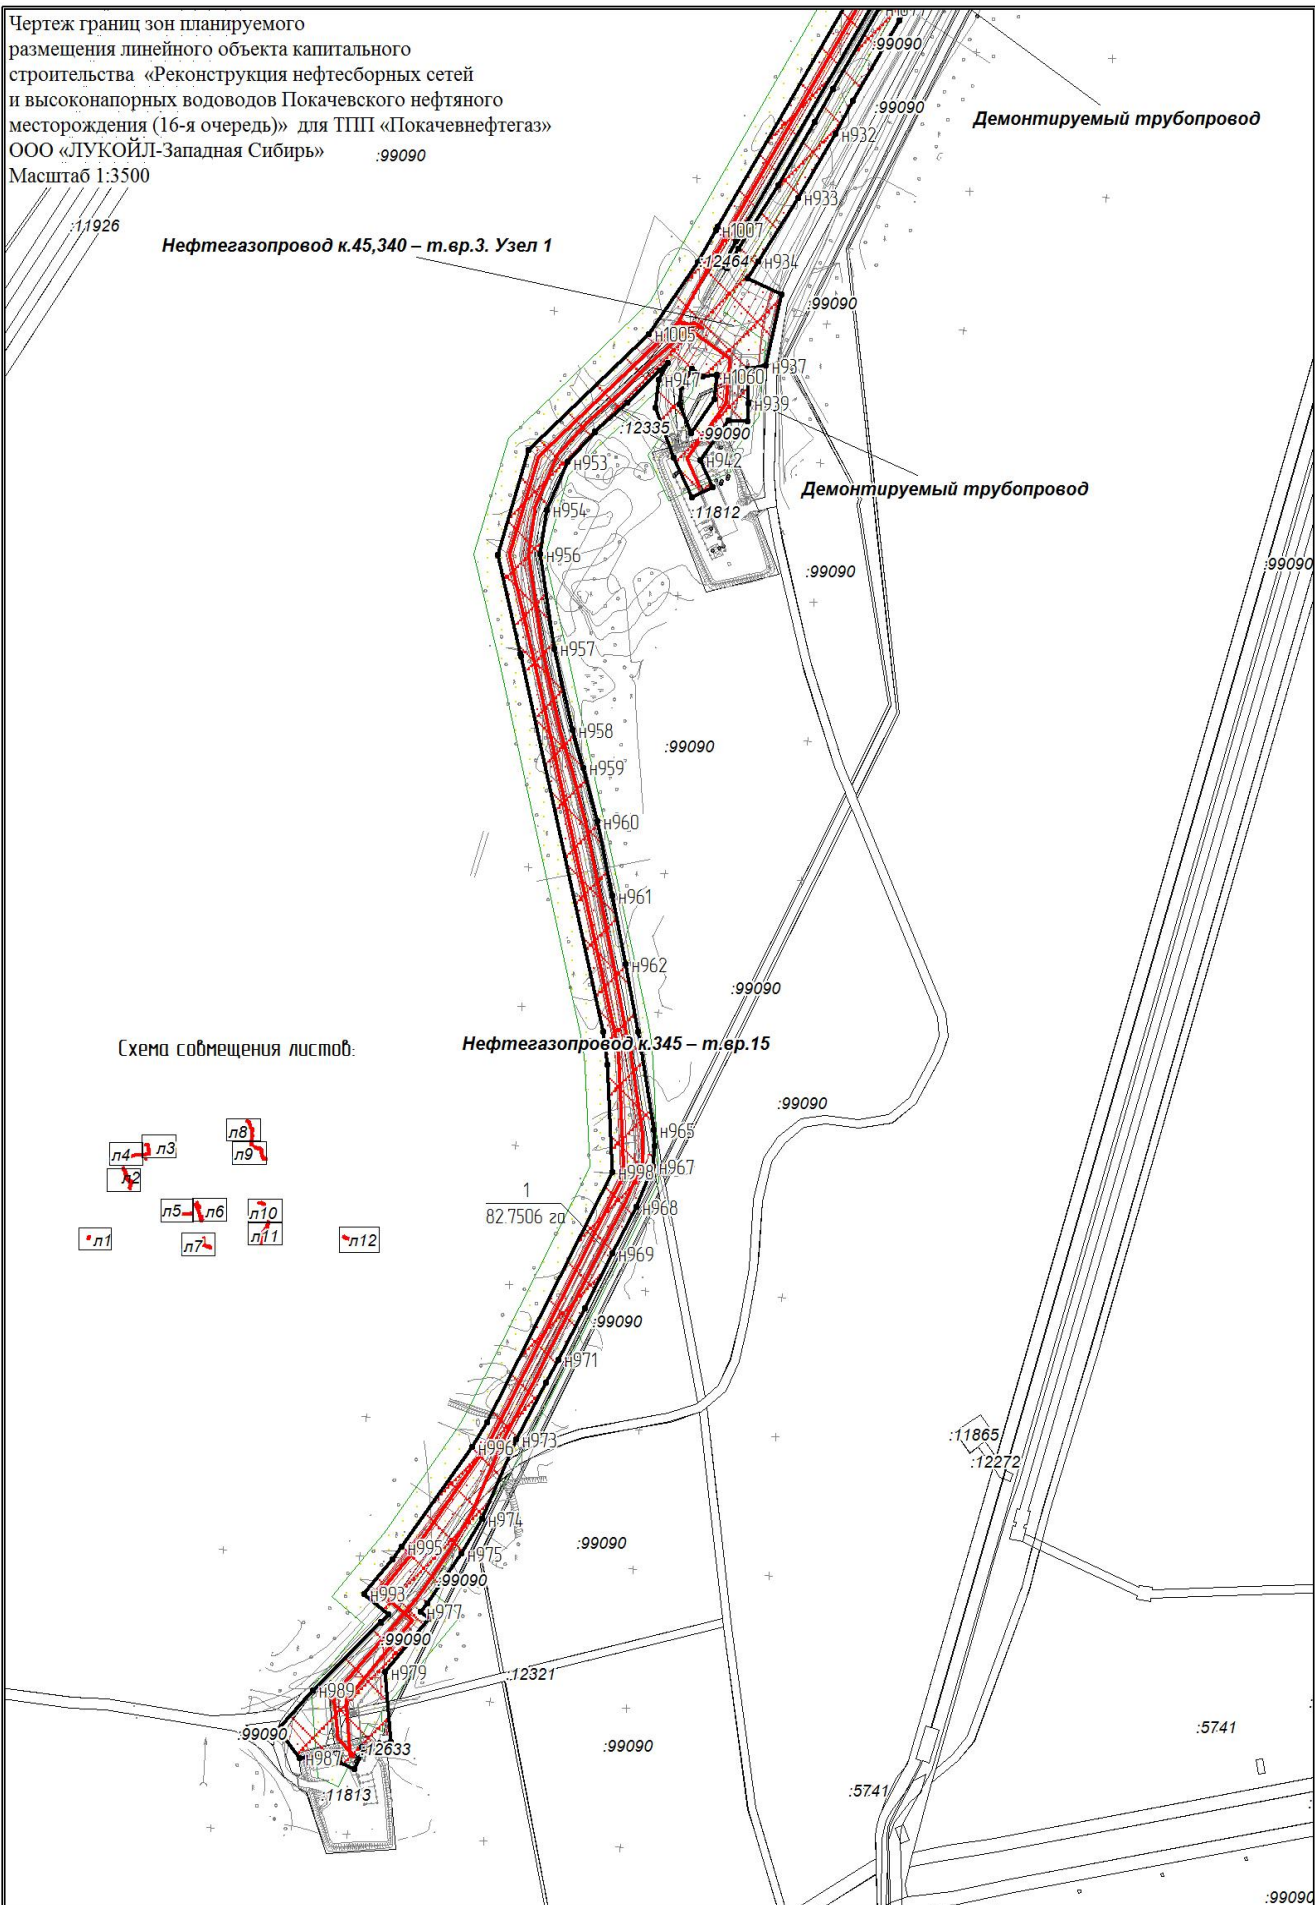 Чертеж границ зон планируемого
размещения линейного объекта капитального
строительства «Реконструкция нефтесборных сетей
и высоконапорных водоводов Покачевского нефтяного
месторождения (16-я очередь)» для ТПП «Покачевнефтегаз»
ООО «ЛУКОЙЛ-Западная Сибирь»
:99090
Масштаб 1:3500
:99090
:99090
Демонтируемый трубопровод
н932
н933
:11926
Нефтегазопровод к.45,340 – т.вр.3. Узел 1
н1007
:12464
н934
:99090
н1005
н937
н947
н1060
н939
:12335
:99090
н953
н942
Демонтируемый трубопровод
н954
:11812
н956
:99090
:99090
н957
н958
:99090
н959
н960
н961
н962
:99090
Схема совмещения листов:
Нефтегазопровод к.345 – т.вр.15
:99090
л8
н965
л4
л3
л9
л2
н998
н967
1
82.7506 га
н968
л5
л6
л10
л1
л7
л11
л12
н969
:99090
н971
н973
н996
:11865
:12272
н974
:99090
н995
н975
:99090
н993
н977
:99090
н979
:12321
н989
:99090
:5741
:99090
:12633
н987
:11813
:5741
:99090